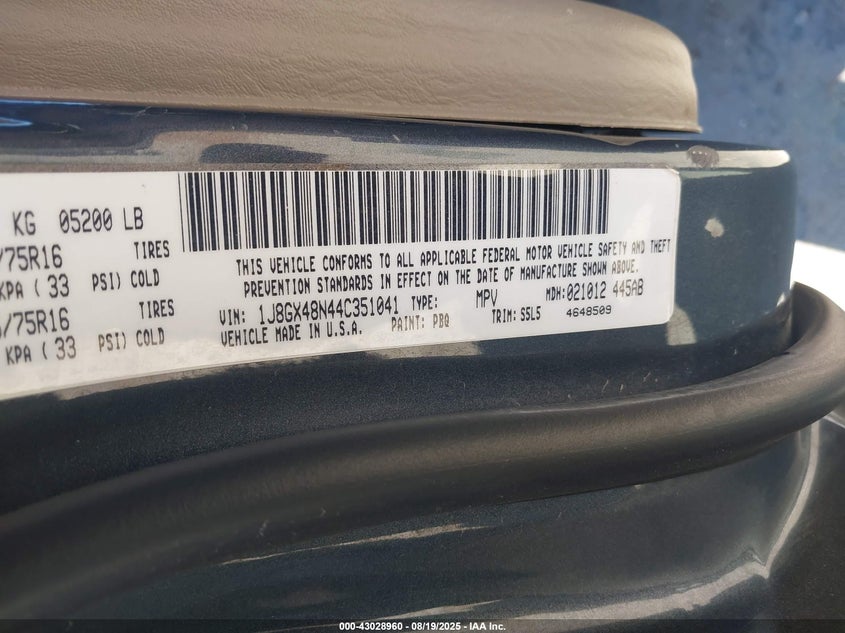 KG 05200 LB
/75R16 TIRES
KPA ( 33 PSI) COLD
/75R16 TIRES
KPA ( 33 PSI) COLD
THIS VEHICLE CONFORMS TO ALL APPLICABLE FEDERAL MOTOR VEHICLE SAFETY AND THEFT
PREVENTION STANDARDS IN EFFECT ON THE DATE OF MANUFACTURE SHOWN ABOVE.
VIN: 1J8GX48N44C351041 TYPE: MPV MDH:021012 445AB
VEHICLE MADE IN U.S.A. PAINT: PBQ TRIM: S5L5 4648509
000-43028960 - 08/19/2025 - IAA Inc.